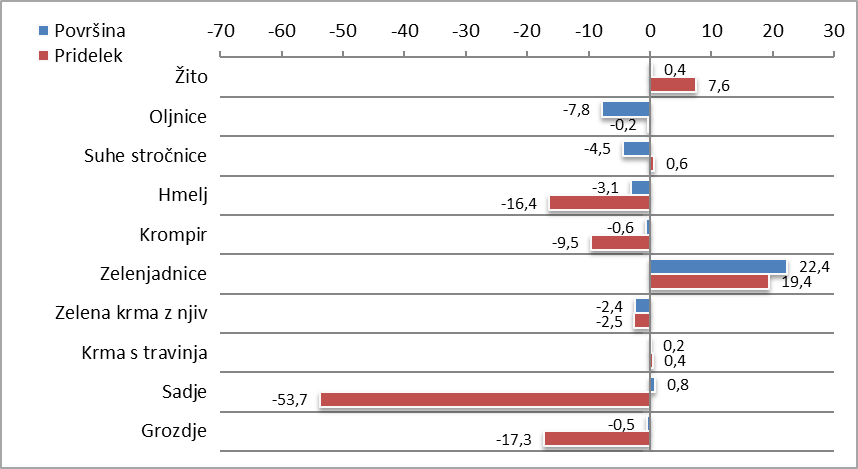 -70 -60 -50 -40 -30 -20 -10 0 10 20 30
Površina
Pridelek
Žito 0,4
7,6
Oljnice -7,8
-0,2
Suhe stročnice -4,5
0,6
Hmelj -3,1
-16,4
Krompir -0,6
-9,5
Zelenjadnice 22,4
19,4
Zelena krma z njiv -2,4
-2,5
Krma s travinja 0,2
0,4
Sadje 0,8
-53,7
Grozdje -0,5
-17,3